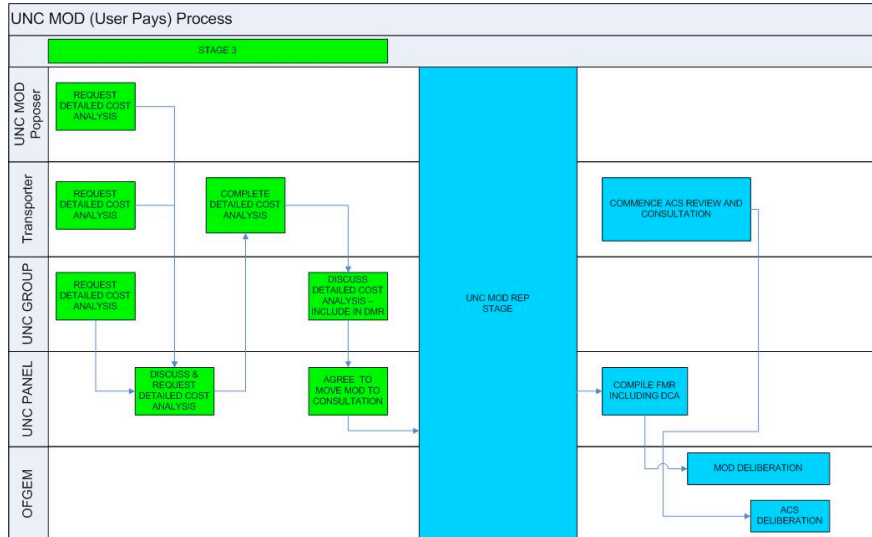 UNC MOD (User Pays) Process
STAGE 3
UNC MOD
Poposer
REQUEST
DETAILED COST
ANALYSIS
Transporter
REQUEST
DETAILED COST
ANALYSIS
COMPLETE
DETAILED COST
ANALYSIS
COMMENCE ACS REVIEW AND
CONSULTATION
UNC GROUP
REQUEST
DETAILED COST
ANALYSIS
DISCUSS
DETAILED COST
ANALYSIS –
INCLUDE IN DMR
UNC MOD REP
STAGE
UNC PANEL
DISCUSS &
REQUEST
DETAILED COST
ANALYSIS
AGREE TO
MOVE MOD TO
CONSULTATION
COMPILE FMR
INCLUDING DCA
OFGEM
MOD DELIBERATION
ACS
DELIBERATION